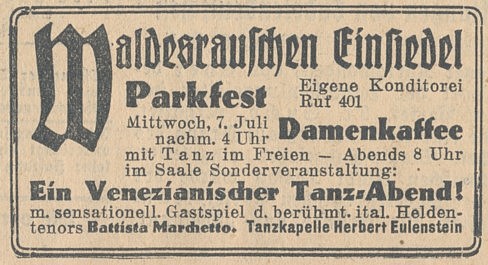 Waldesrauschen Einsiedel
Parkfest
Eigene Konditorei
Ruf 401
Mittwoch, 7. Juli
nachm. 4 Uhr
Damenkaffee
mit Tanz im Freien — Abends 8 Uhr
im Saale Sonderveranstaltung:
Ein Venezianischer Tanz-Abend!
m. sensationell. Gastspiel d. berühmt. ital. Helden-
tenors Battista Marchetto. Tanzkapelle Herbert Eulenstein